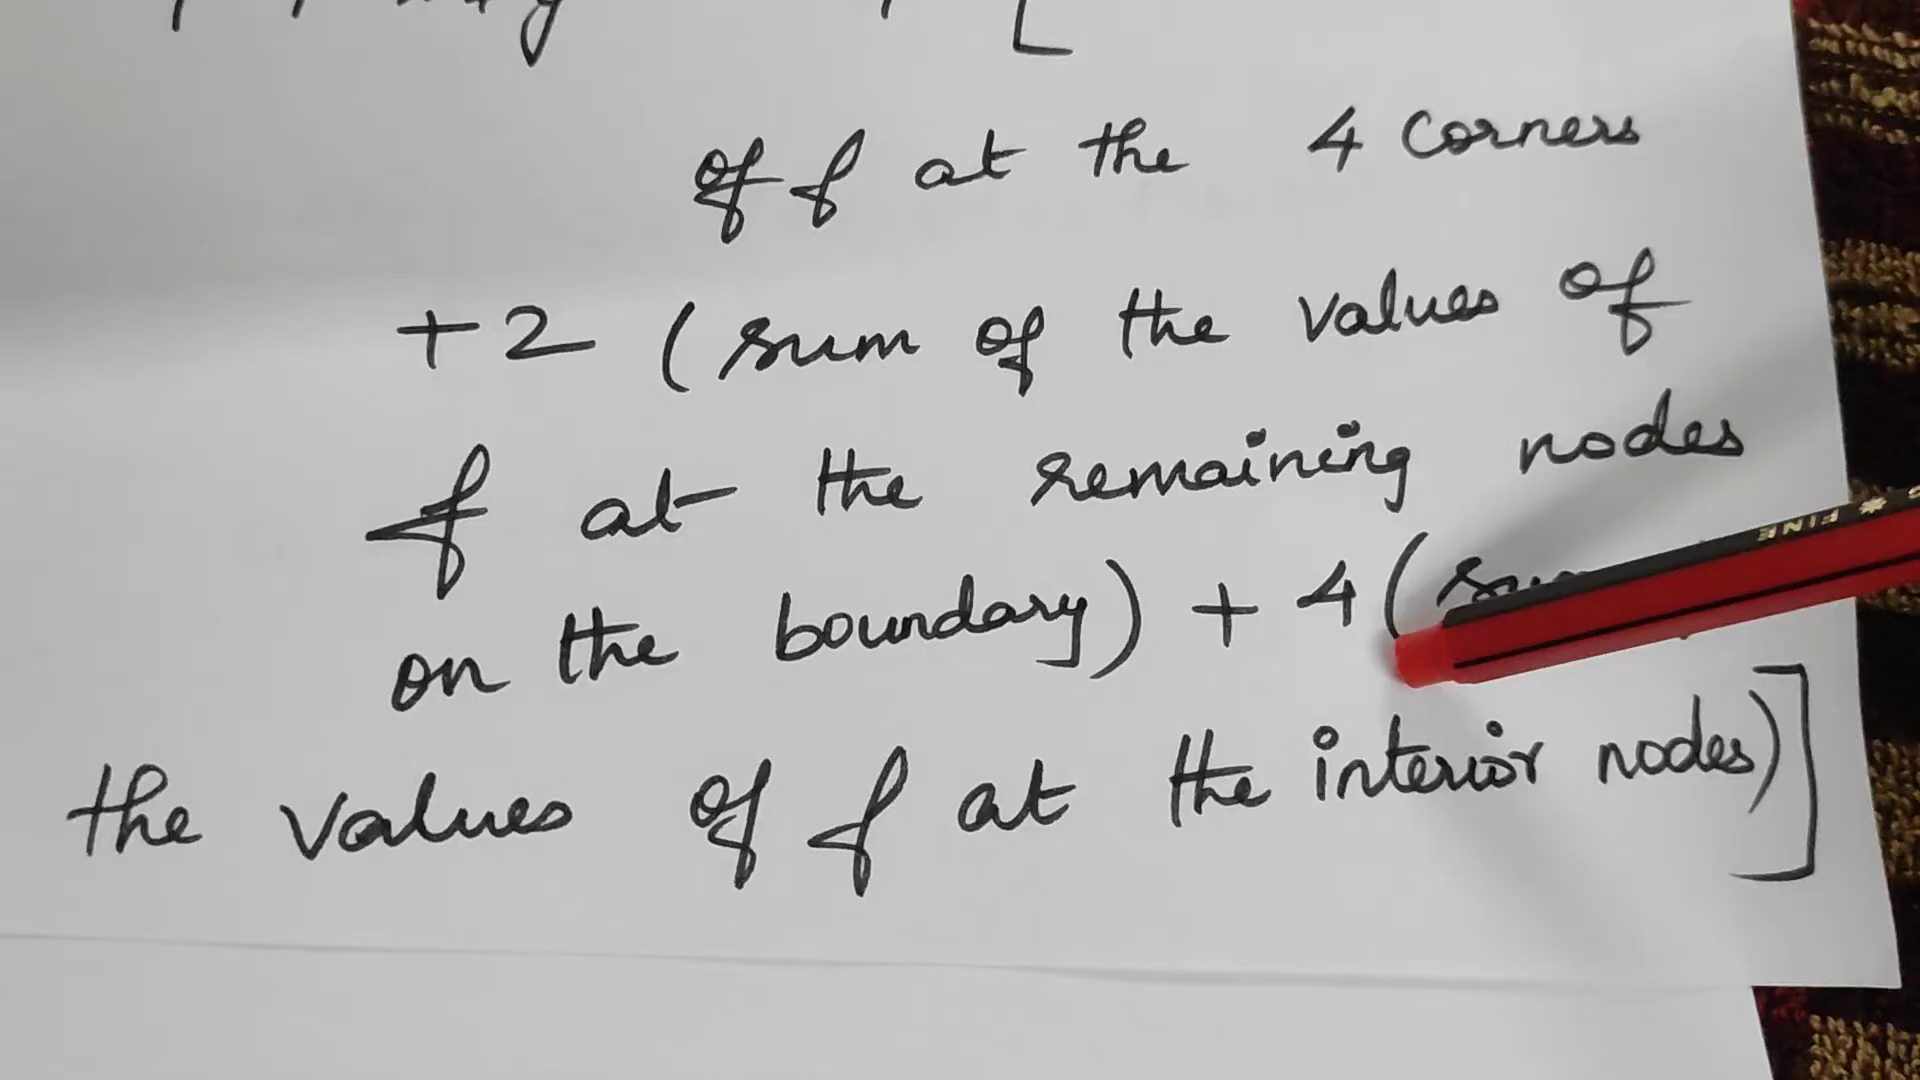 [
of f at the 4 corners
+2 (sum of the values of
f at the remaining nodes
on the boundary) + 4 (
the values of f at the interior nodes)]
FINE